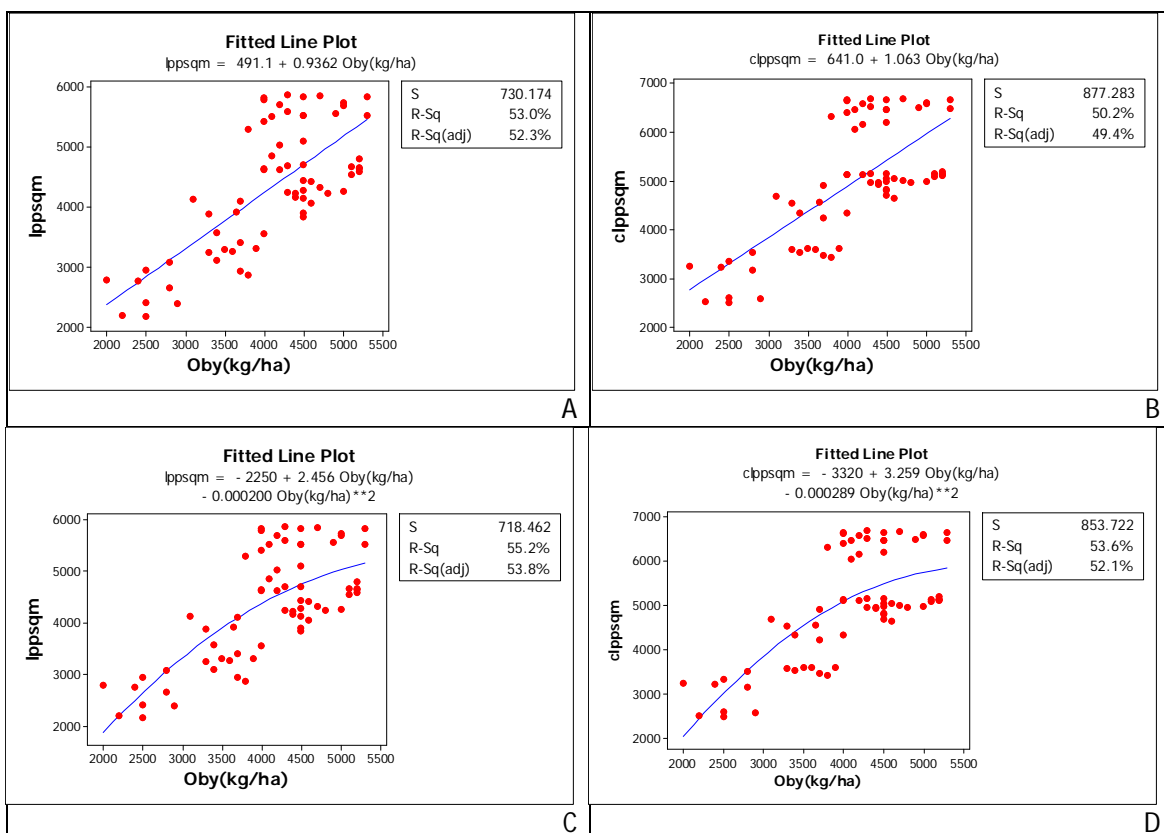 Fitted Line Plot
lppsqm = 491.1 + 0.9362 Oby(kg/ha)
S 730.174
R-Sq 53.0%
R-Sq(adj) 52.3%
6000
5000
4000
3000
2000
lppsqm
2000 2500 3000 3500 4000 4500 5000 5500
Oby(kg/ha)
A
Fitted Line Plot
clppsqm = 641.0 + 1.063 Oby(kg/ha)
S 877.283
R-Sq 50.2%
R-Sq(adj) 49.4%
7000
6000
5000
4000
3000
2000
clppsqm
2000 2500 3000 3500 4000 4500 5000 5500
Oby(kg/ha)
B
Fitted Line Plot
lppsqm = - 2250 + 2.456 Oby(kg/ha)
- 0.000200 Oby(kg/ha)**2
S 718.462
R-Sq 55.2%
R-Sq(adj) 53.8%
6000
5000
4000
3000
2000
lppsqm
2000 2500 3000 3500 4000 4500 5000 5500
Oby(kg/ha)
C
Fitted Line Plot
clppsqm = - 3320 + 3.259 Oby(kg/ha)
- 0.000289 Oby(kg/ha)**2
S 853.722
R-Sq 53.6%
R-Sq(adj) 52.1%
7000
6000
5000
4000
3000
2000
clppsqm
2000 2500 3000 3500 4000 4500 5000 5500
Oby(kg/ha)
D